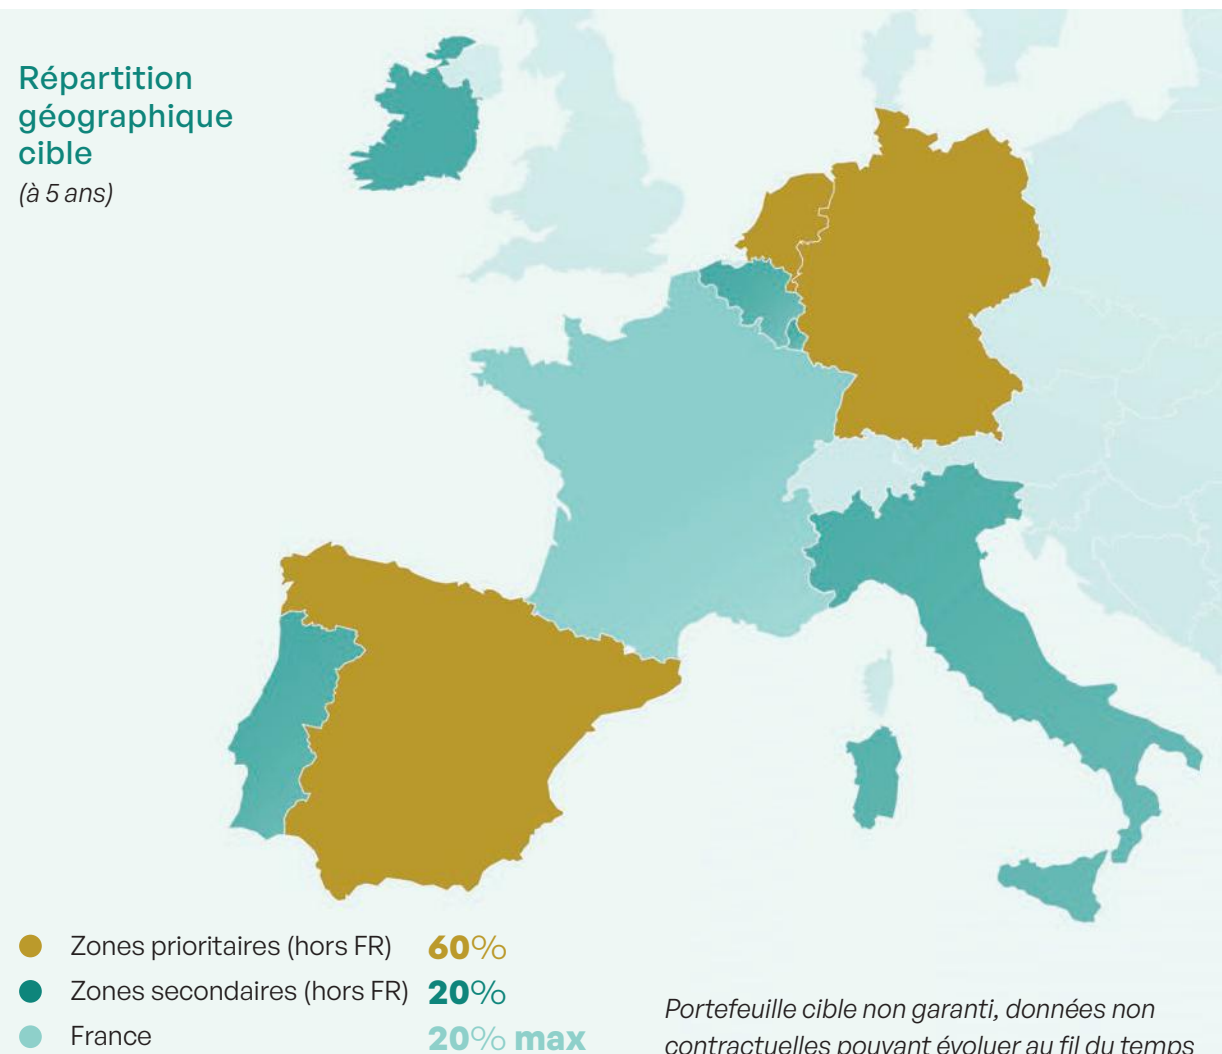 Répartition
géographique
cible
(à 5 ans)
Zones prioritaires (hors FR) 60%
Zones secondaires (hors FR) 20%
France 20% max
Portefeuille cible non garanti, données non
contractuelles pouvant évoluer au fil du temps